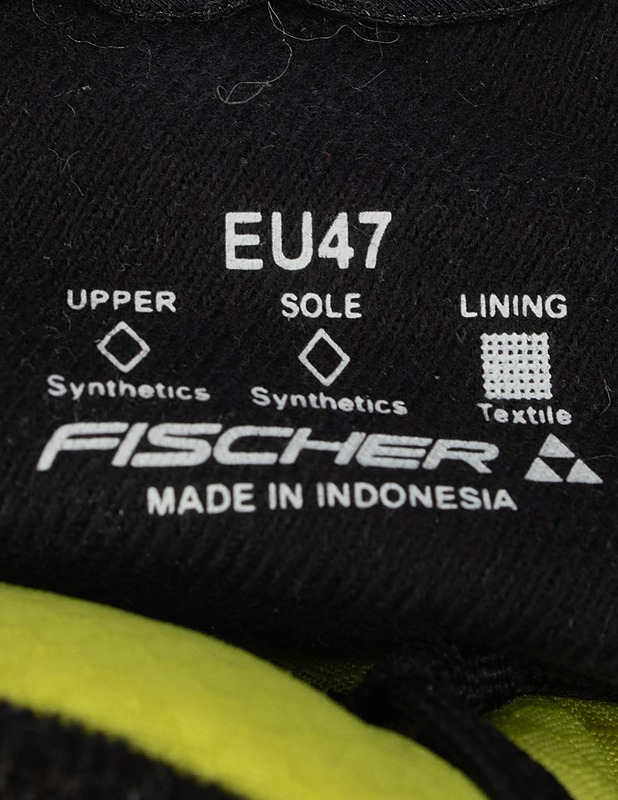 EU47
UPPER SOLE LINING
Synthetics Synthetics Textile
FISCHER
MADE IN INDONESIA